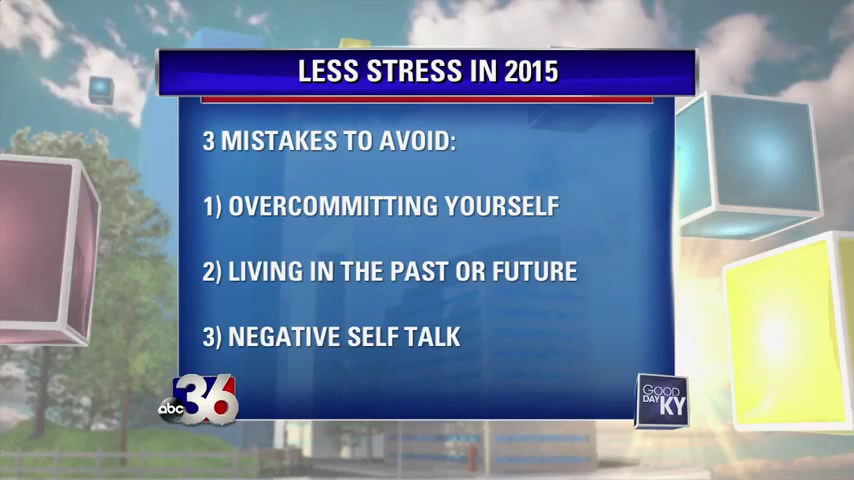 LESS STRESS IN 2015
3 MISTAKES TO AVOID:
1) OVERCOMMITTING YOURSELF
2) LIVING IN THE PAST OR FUTURE
3) NEGATIVE SELF TALK
abc 36
GOOD
DAY KY